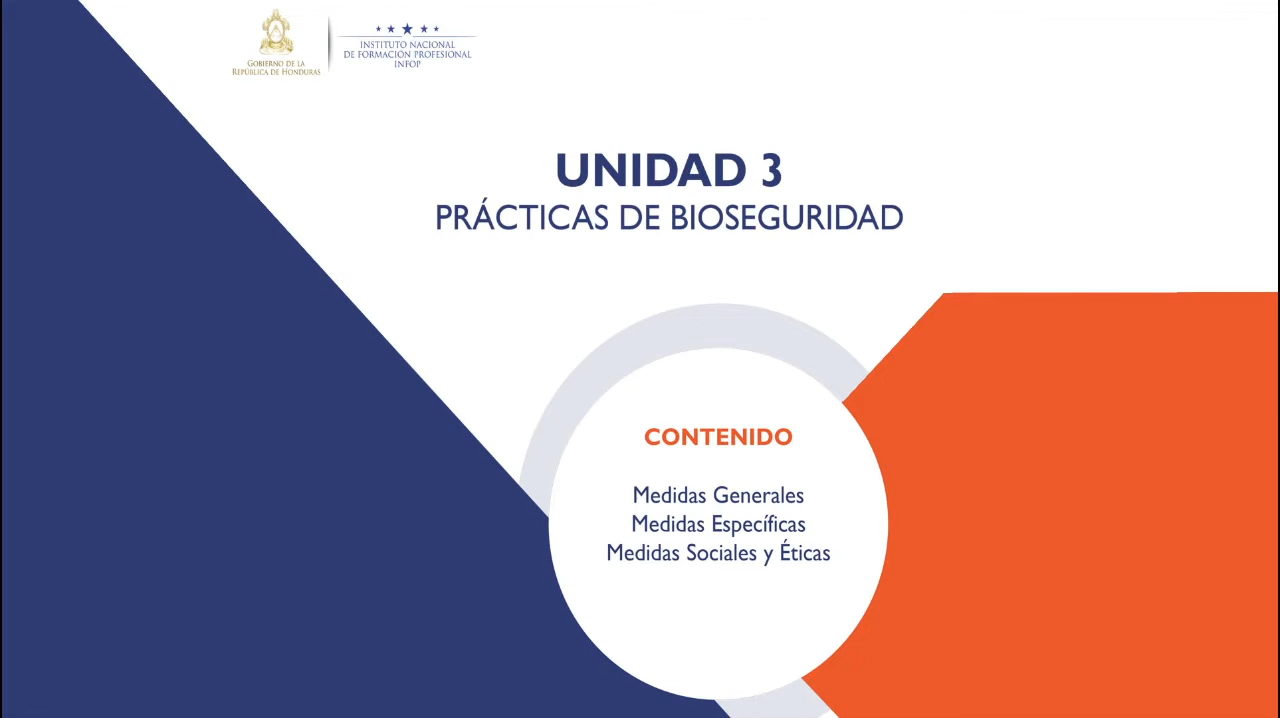 GOBIERNO DE LA
REPÚBLICA DE HONDURAS
INSTITUTO NACIONAL
DE FORMACIÓN PROFESIONAL
INFOP
UNIDAD 3
PRÁCTICAS DE BIOSEGURIDAD
CONTENIDO
Medidas Generales
Medidas Específicas
Medidas Sociales y Éticas